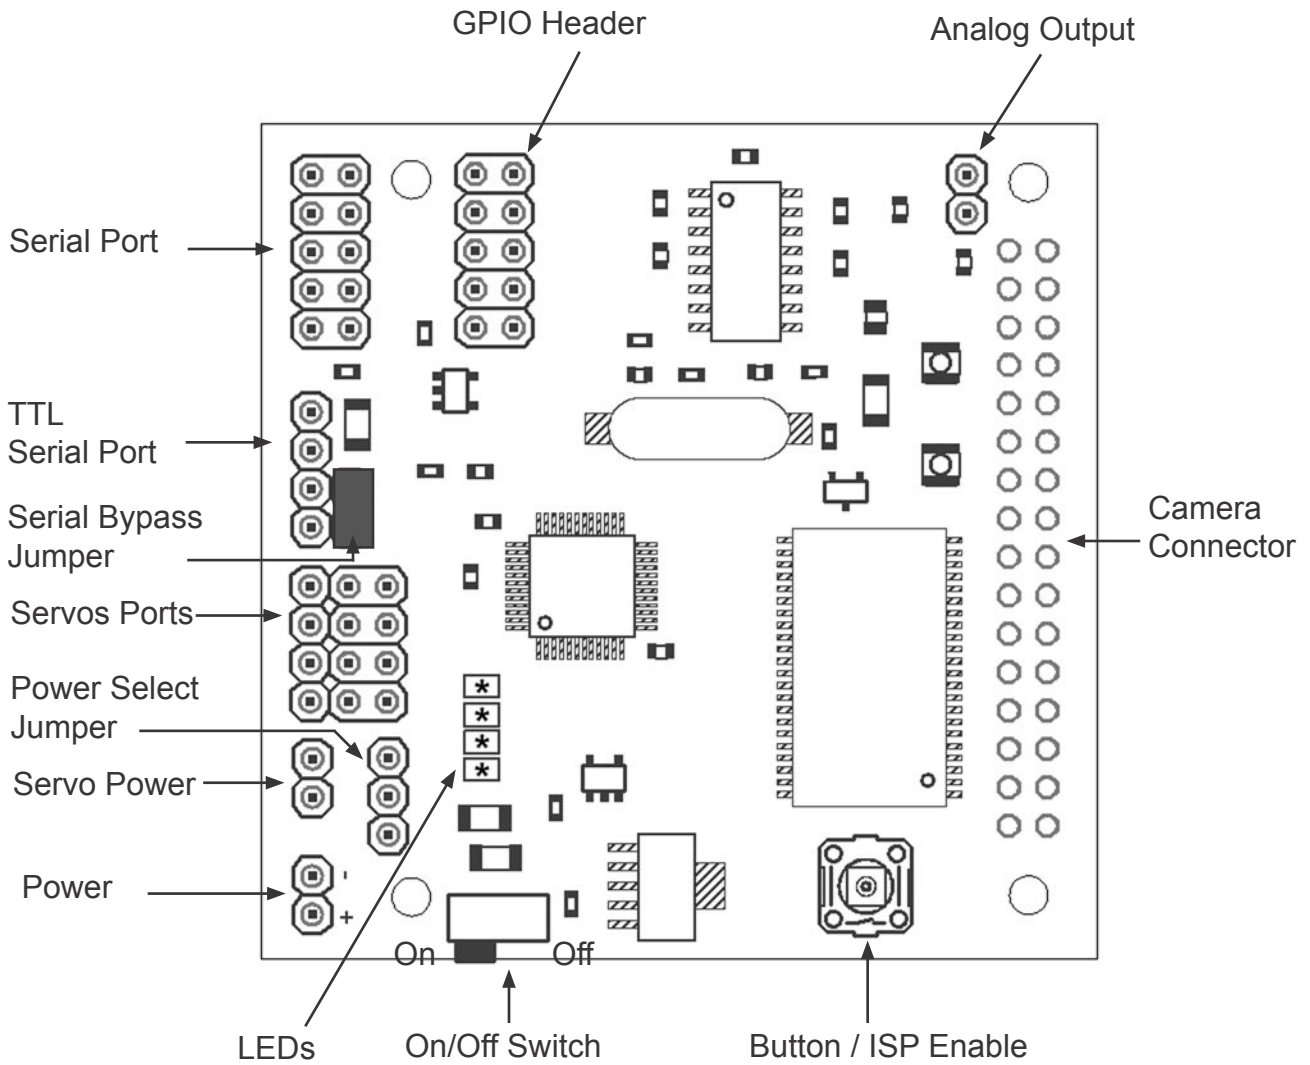 GPIO Header
Analog Output
Serial Port
TTL
Serial Port
Serial Bypass
Jumper
Camera
Connector
Servos Ports
Power Select
Jumper
* 
*
*
*
Servo Power
Power
-
+
On
Off
LEDs
On/Off Switch
Button / ISP Enable